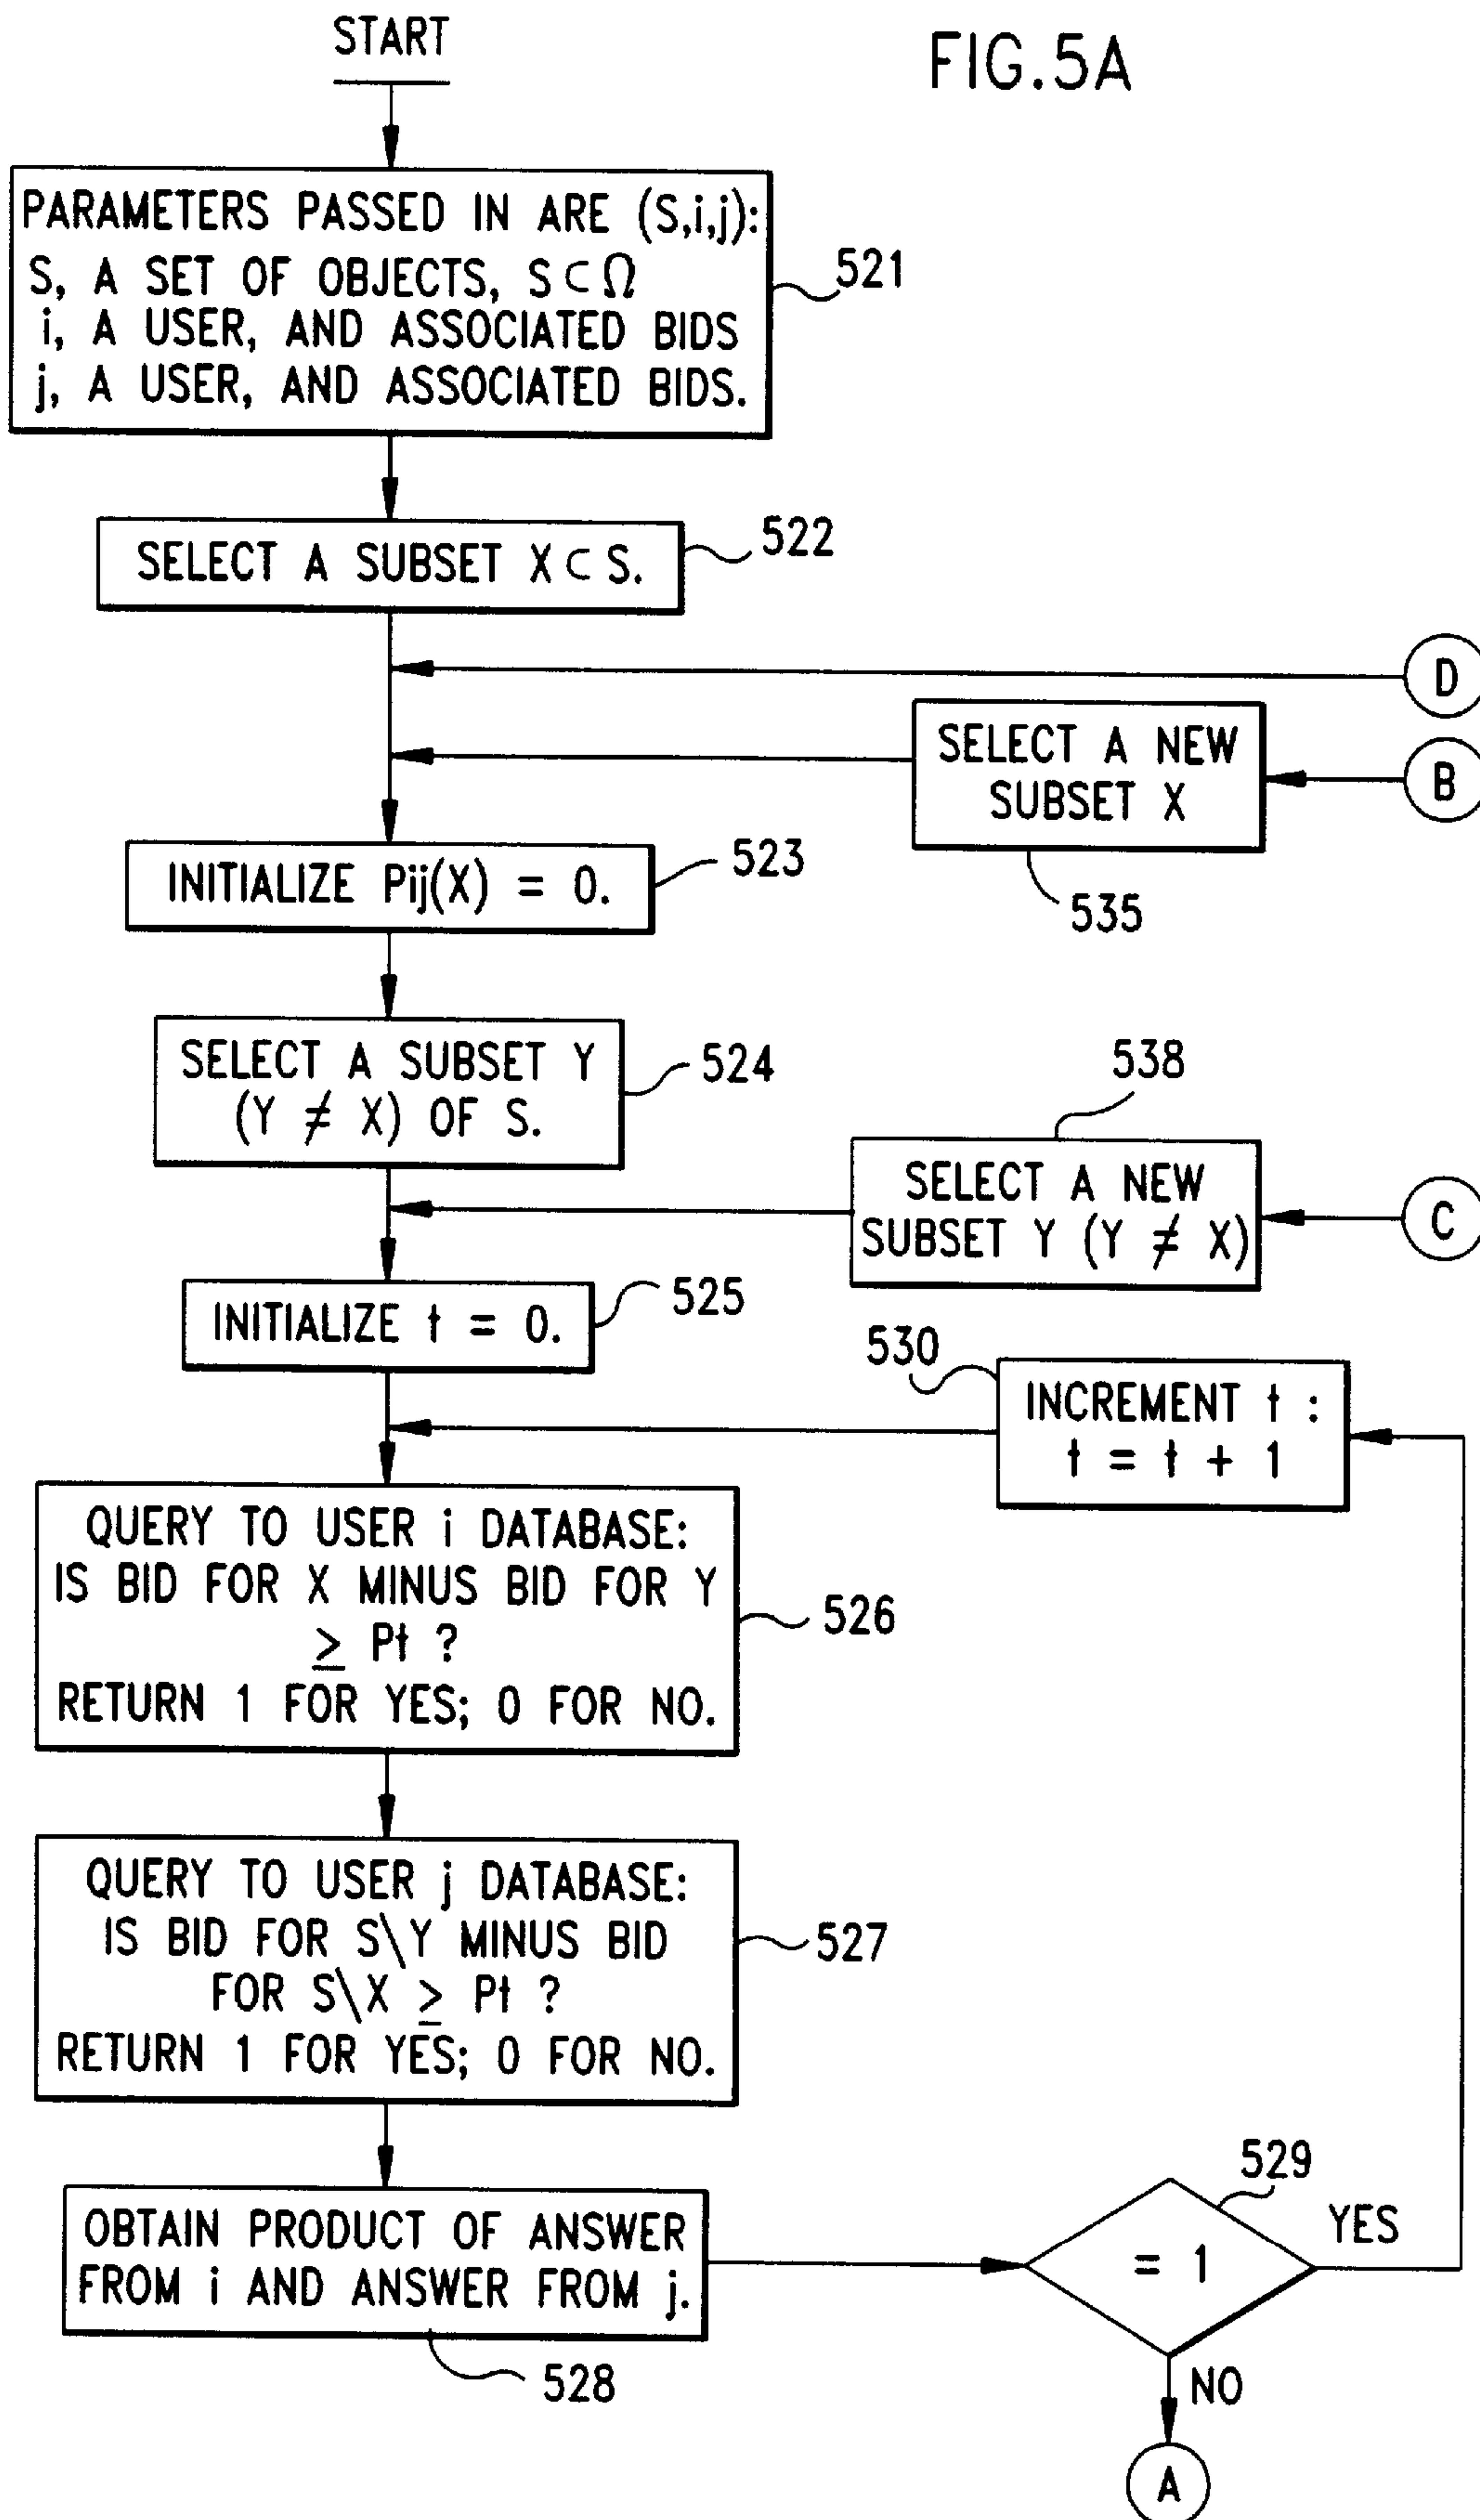 START
FIG.5A
PARAMETERS PASSED IN ARE (S,i,j):
S, A SET OF OBJECTS, S ⊂ Ω
i, A USER, AND ASSOCIATED BIDS
j, A USER, AND ASSOCIATED BIDS.
521
SELECT A SUBSET X ⊂ S.
522
D
SELECT A NEW
SUBSET X
B
535
INITIALIZE Pij(X) = 0.
523
SELECT A SUBSET Y
(Y ≠ X) OF S.
524
538
SELECT A NEW
SUBSET Y (Y ≠ X)
C
INITIALIZE t = 0.
525
530
INCREMENT t :
t = t + 1
QUERY TO USER i DATABASE:
IS BID FOR X MINUS BID FOR Y
≥ Pt ?
RETURN 1 FOR YES; 0 FOR NO.
526
QUERY TO USER j DATABASE:
IS BID FOR S\Y MINUS BID
FOR S\X ≥ Pt ?
RETURN 1 FOR YES; 0 FOR NO.
527
OBTAIN PRODUCT OF ANSWER
FROM i AND ANSWER FROM j.
528
529
= 1
YES
NO
A